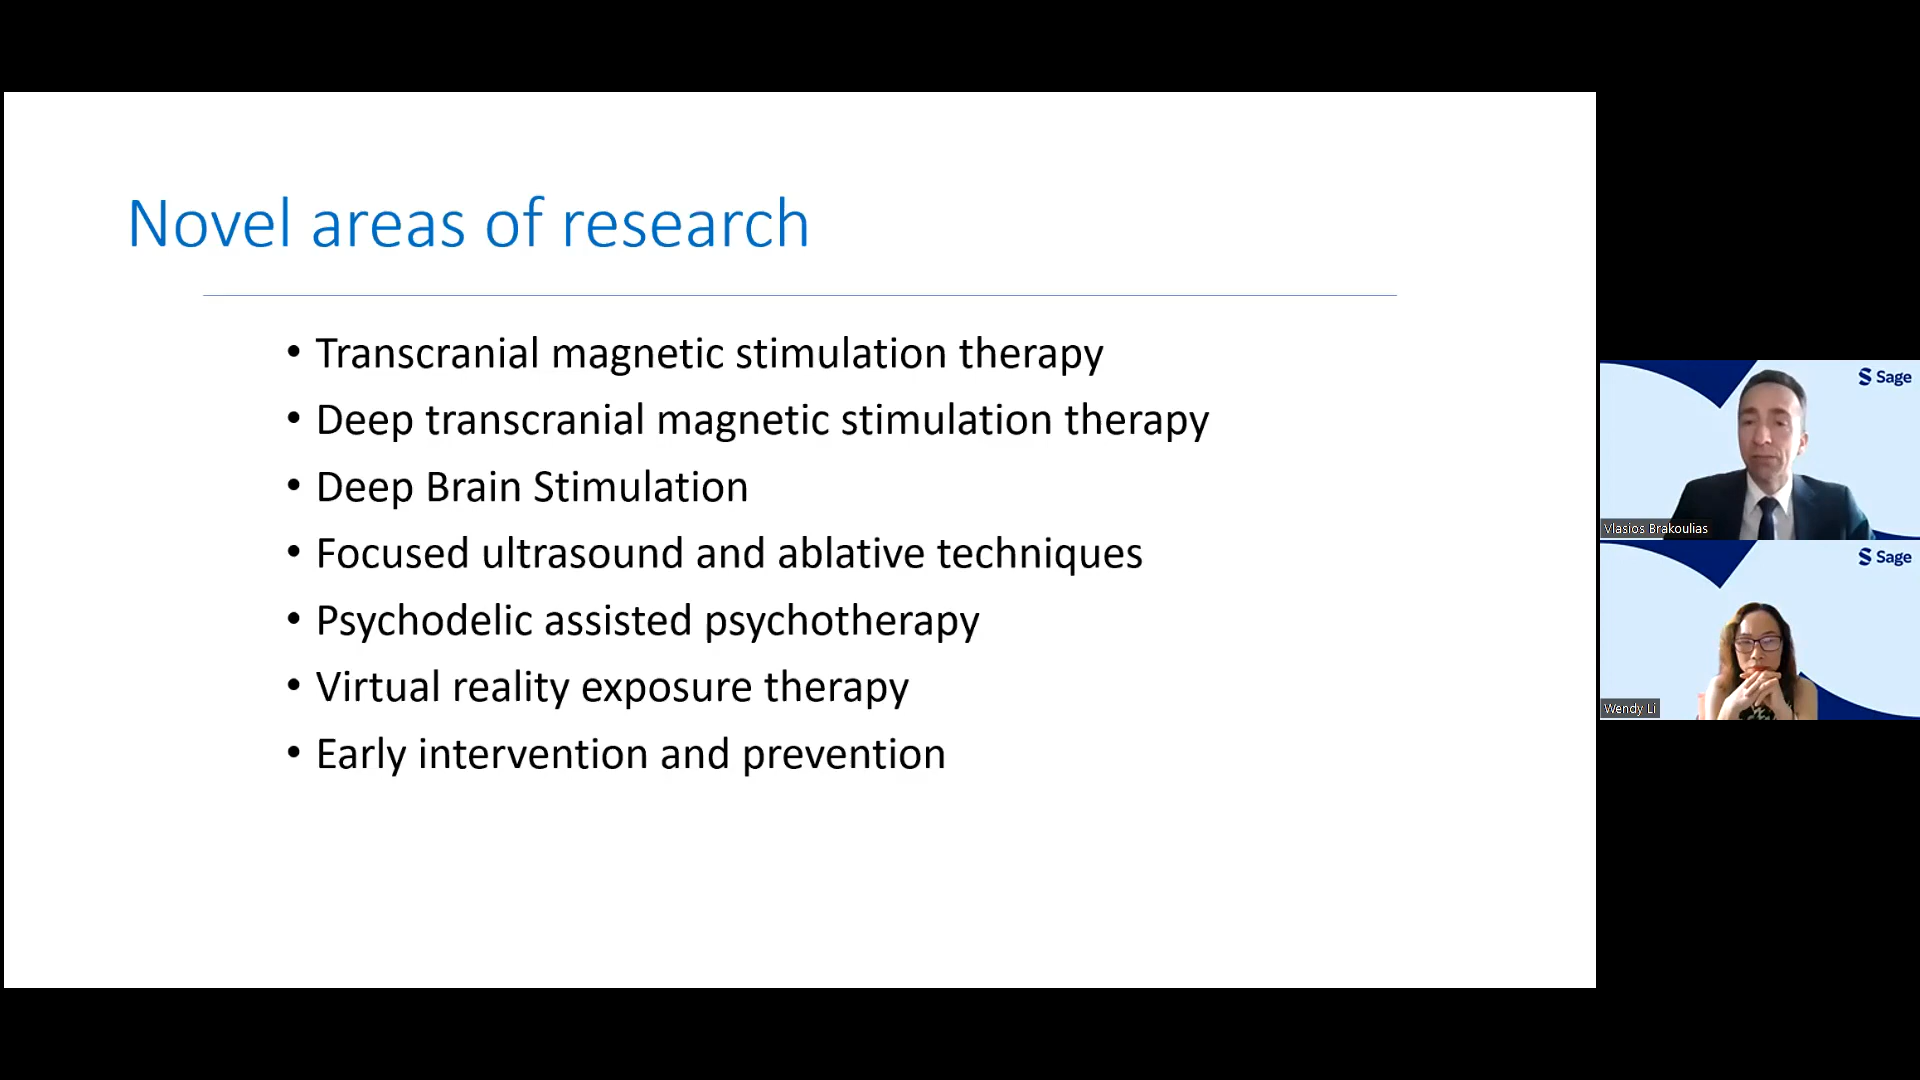 Novel areas of research
• Transcranial magnetic stimulation therapy
• Deep transcranial magnetic stimulation therapy
• Deep Brain Stimulation
• Focused ultrasound and ablative techniques
• Psychodelic assisted psychotherapy
• Virtual reality exposure therapy
• Early intervention and prevention
Sage
Vlasios Brakoulias
Sage
Wendy Li